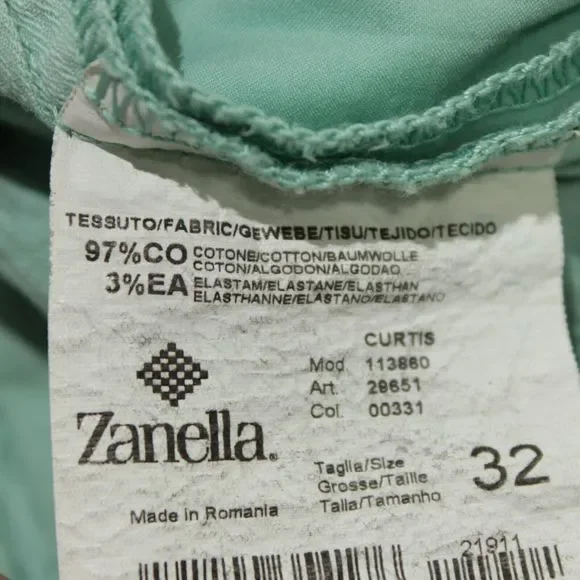 TESSUTO/FABRIC/GEWEBE/TISU/TEJIDO/TECIDO
97%CO COTONE/COTTON/BAUMWOLLE
COTON/ALGODON/ALGODAO
3%EA ELASTAM/ELASTANE/ELASTHAN
ELASTHANNE/ELASTANO/ELASTANO
CURTIS
Mod. 113860
Art. 28651
Col. 00331
Zanella.
Taglia/Size
Grosse/Taille
Talla/Tamanho
32
Made in Romania
21911